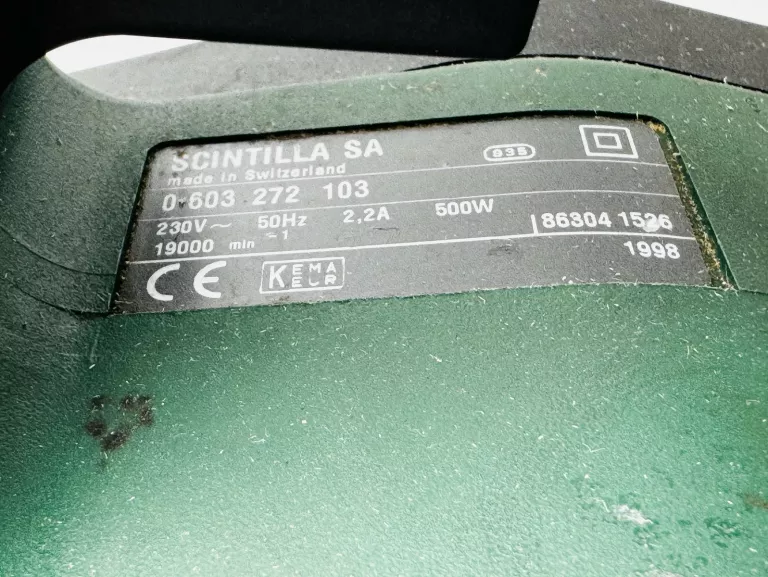 SCINTILLA SA
made in Switzerland
935
0 603 272 103
230V~ 50Hz 2,2A 500W
19000 min -1
86304 1526
1998
CE KEMA EUR